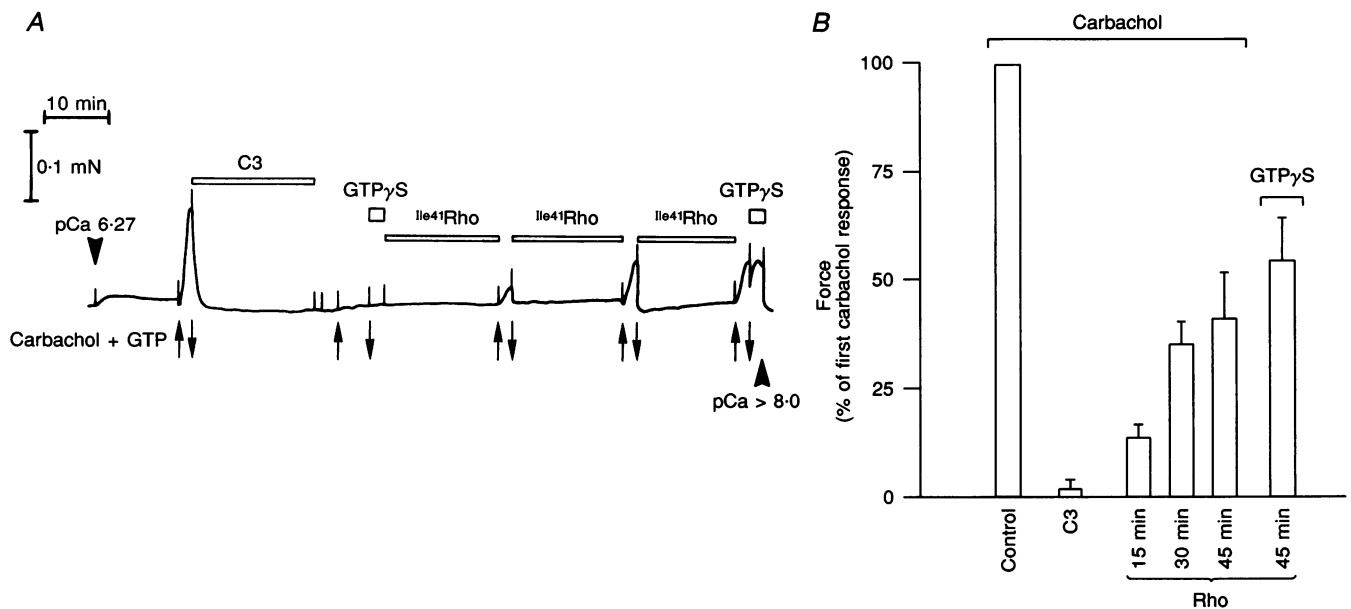 A
10 min
0·1 mN
pCa 6·27
C3
GTPγS
Ile41Rho
Ile41Rho
Ile41Rho
GTPγS
Carbachol + GTP
pCa > 8·0
B
Carbachol
GTPγS
Force
(% of first carbachol response)
100
75
50
25
0
Control
C3
15 min
30 min
45 min
45 min
Rho